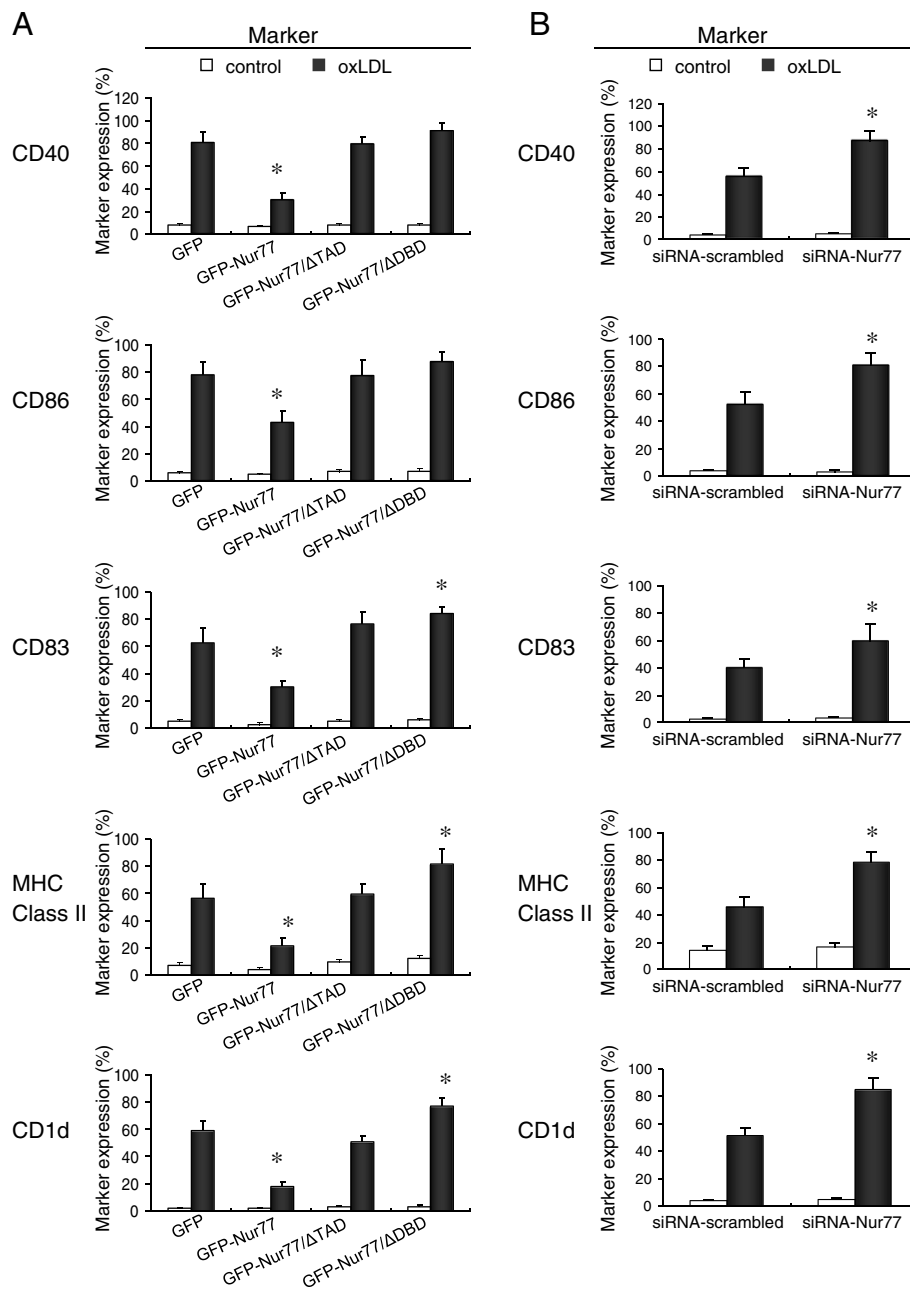 A
Marker
control oxLDL
CD40
Marker expression (%)
120
100
80
60
40
20
0
*
GFP
GFP-Nur77
GFP-Nur77/ΔTAD
GFP-Nur77/ΔDBD
CD86
Marker expression (%)
100
80
60
40
20
0
*
GFP
GFP-Nur77
GFP-Nur77/ΔTAD
GFP-Nur77/ΔDBD
CD83
Marker expression (%)
100
80
60
40
20
0
*
*
GFP
GFP-Nur77
GFP-Nur77/ΔTAD
GFP-Nur77/ΔDBD
MHC
Class II
Marker expression (%)
100
80
60
40
20
0
*
*
GFP
GFP-Nur77
GFP-Nur77/ΔTAD
GFP-Nur77/ΔDBD
CD1d
Marker expression (%)
100
80
60
40
20
0
*
*
GFP
GFP-Nur77
GFP-Nur77/ΔTAD
GFP-Nur77/ΔDBD
B
Marker
control oxLDL
CD40
Marker expression (%)
120
100
80
60
40
20
0
*
siRNA-scrambled siRNA-Nur77
CD86
Marker expression (%)
100
80
60
40
20
0
*
siRNA-scrambled siRNA-Nur77
CD83
Marker expression (%)
100
80
60
40
20
0
*
siRNA-scrambled siRNA-Nur77
MHC
Class II
Marker expression (%)
100
80
60
40
20
0
*
siRNA-scrambled siRNA-Nur77
CD1d
Marker expression (%)
100
80
60
40
20
0
*
siRNA-scrambled siRNA-Nur77